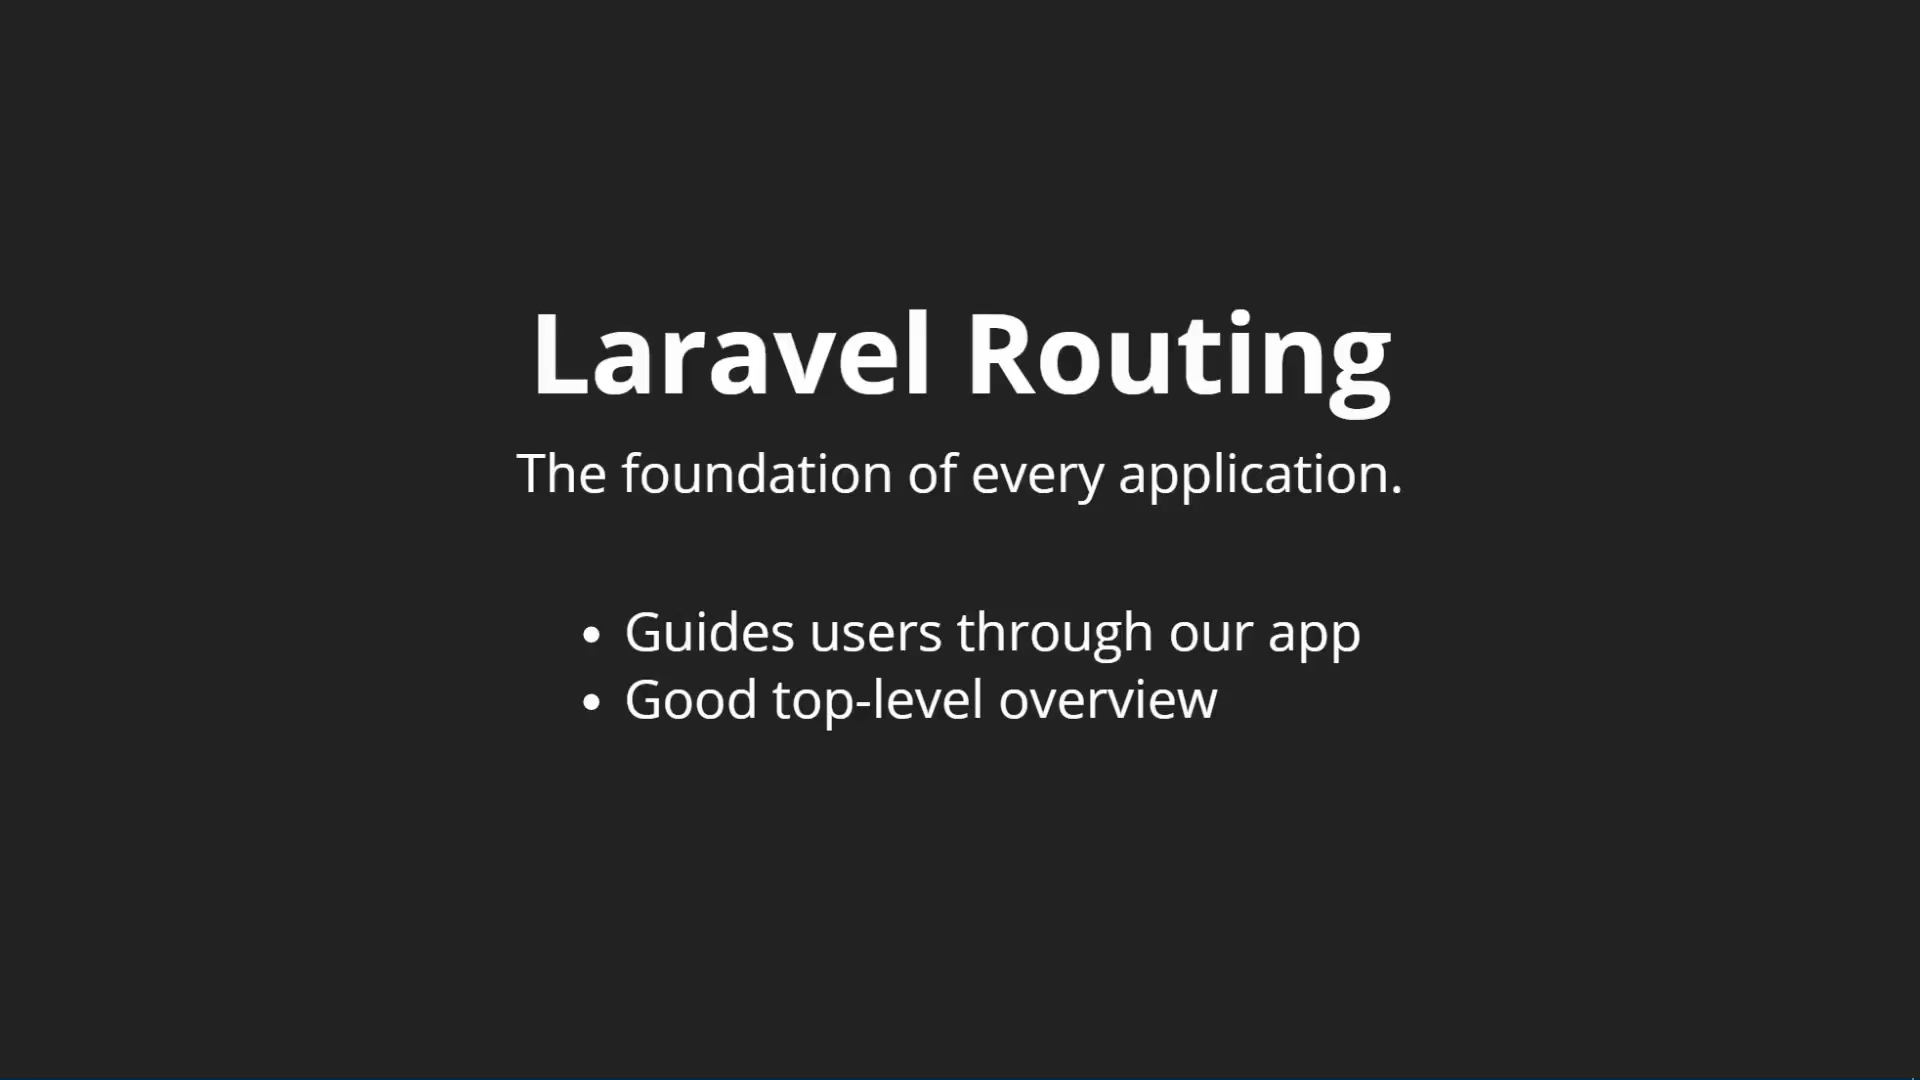 Laravel Routing
The foundation of every application.
• Guides users through our app
• Good top-level overview